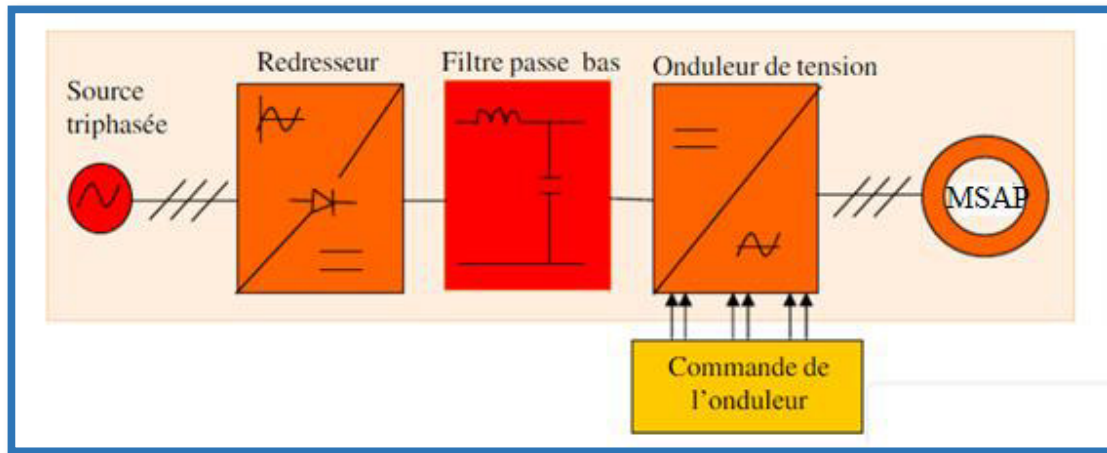 Source
triphasée
Redresseur
Filtre passe bas
Onduleur de tension
MSAP
Commande de
l'onduleur